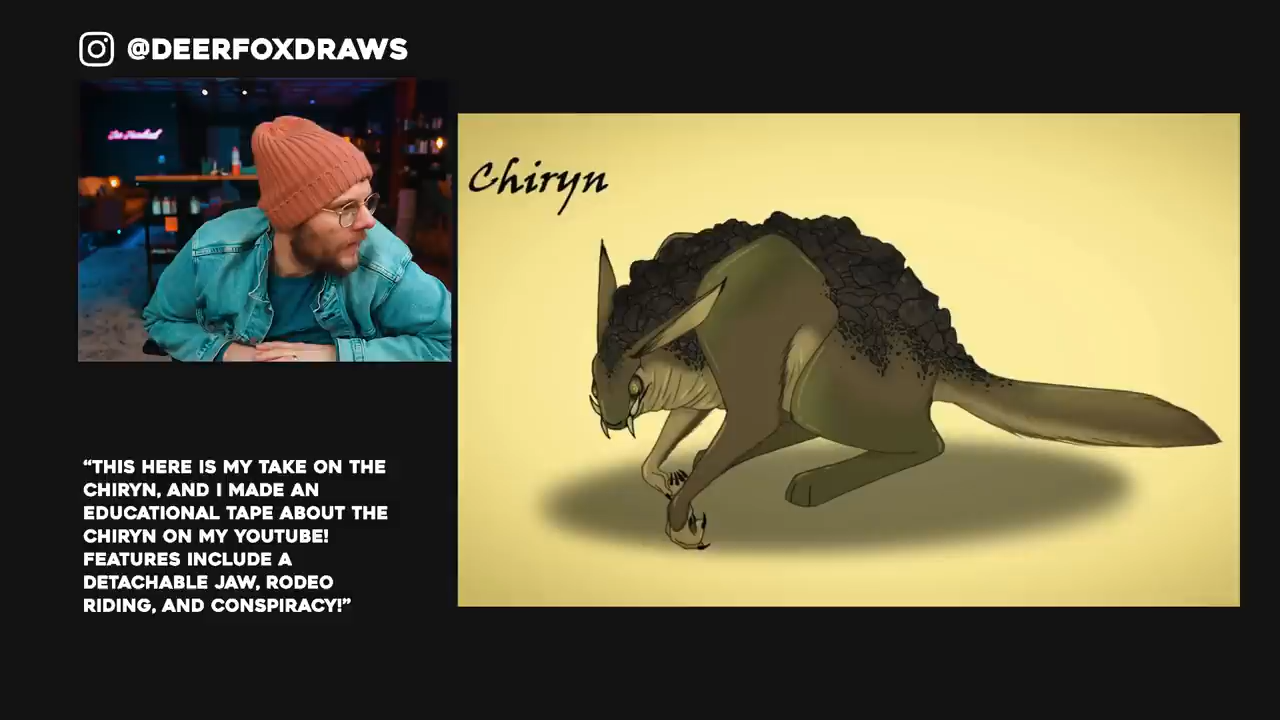 @DEERFOXDRAWS
Chiryn
“THIS HERE IS MY TAKE ON THE
CHIRYN, AND I MADE AN
EDUCATIONAL TAPE ABOUT THE
CHIRYN ON MY YOUTUBE!
FEATURES INCLUDE A
DETACHABLE JAW, RODEO
RIDING, AND CONSPIRACY!”